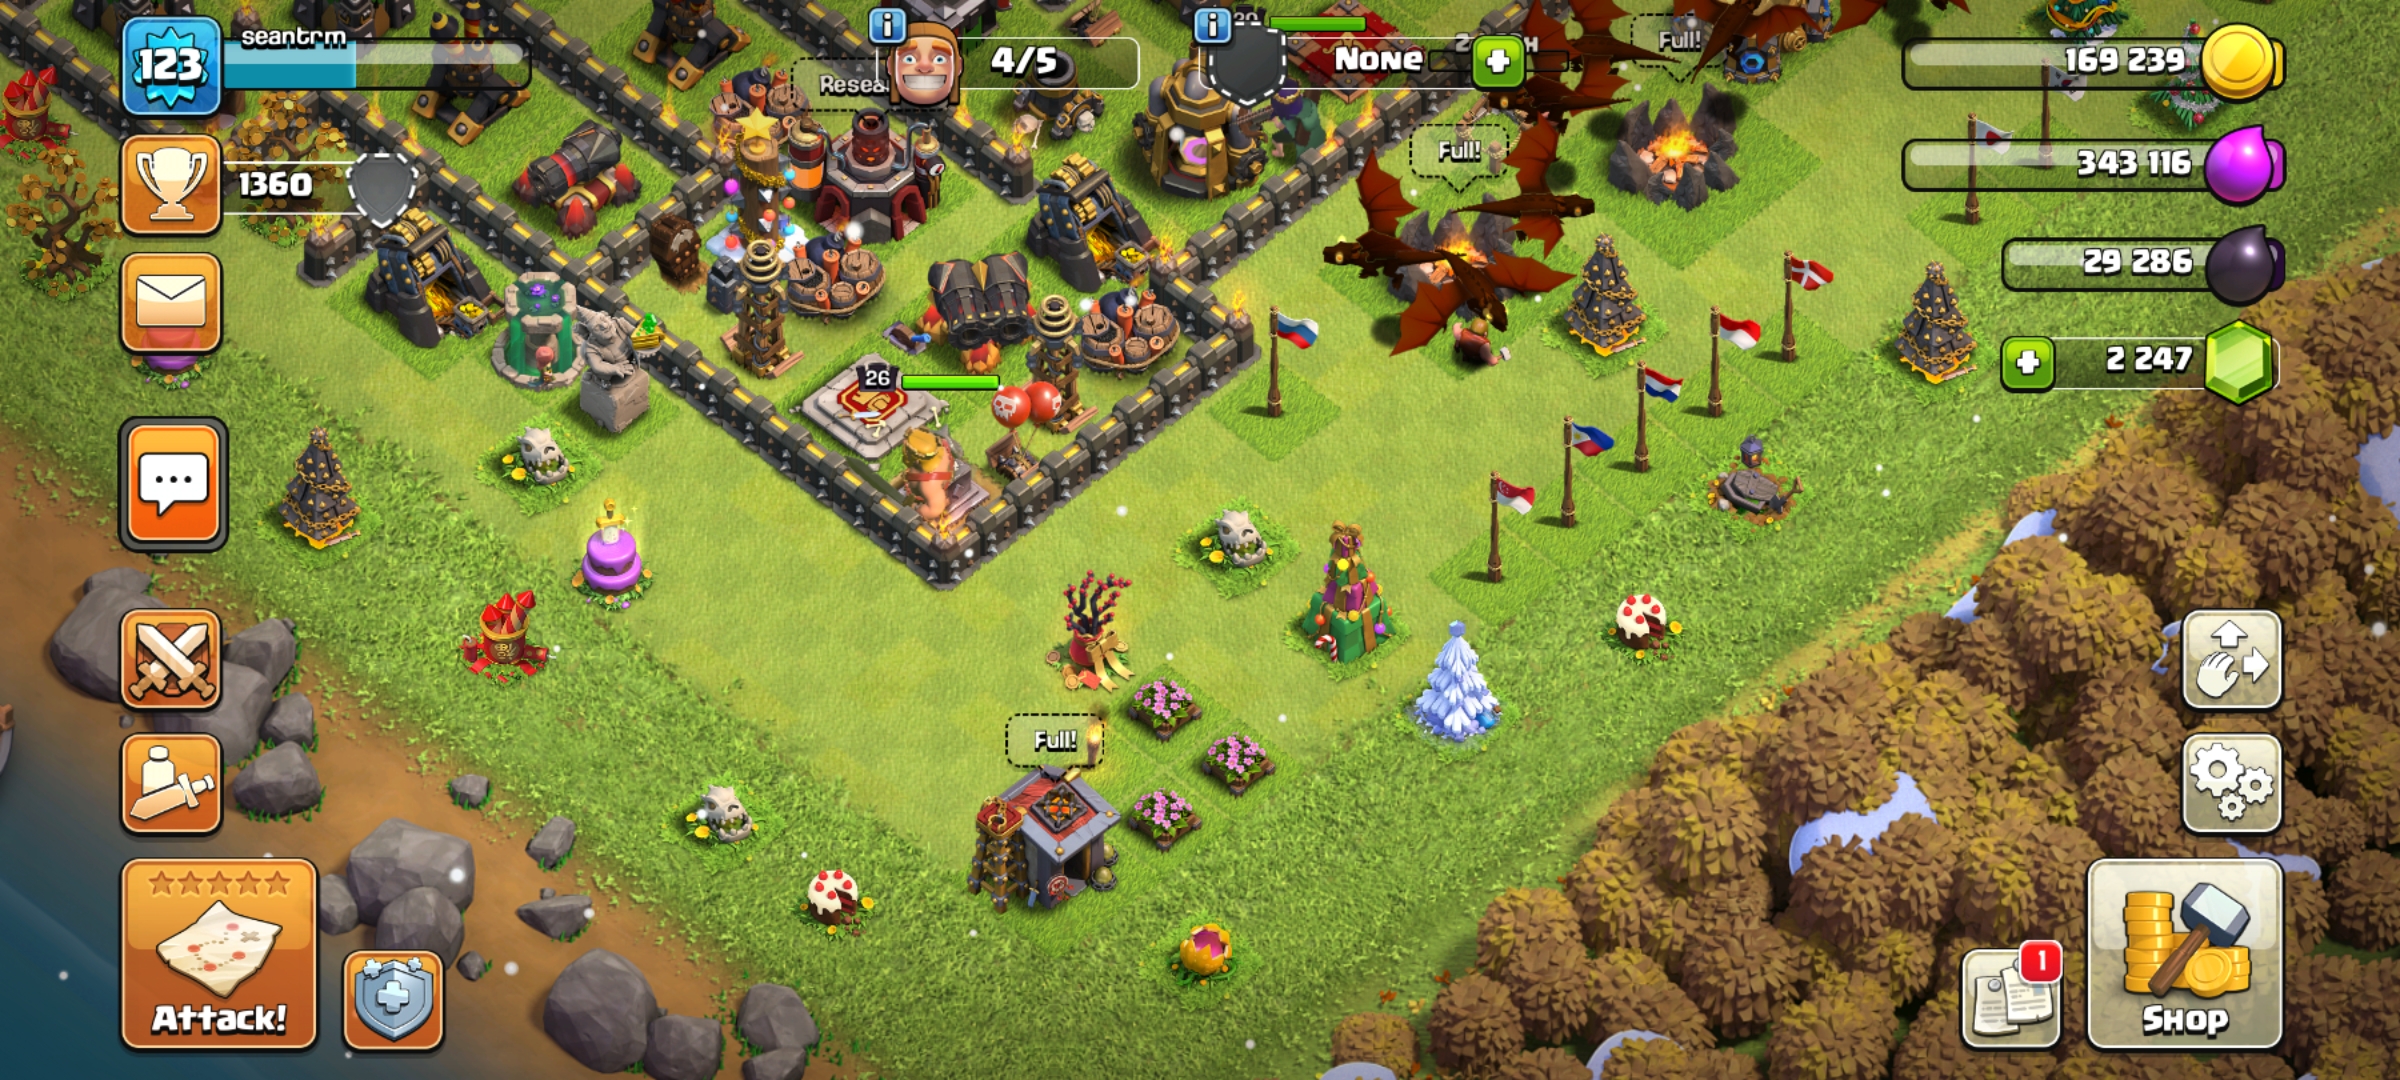 123
seantrm
4/5
None
Full!
169 239
Resea
1360
Full!
343 116
29 286
26
2 247
Full!
Attack!
1
Shop